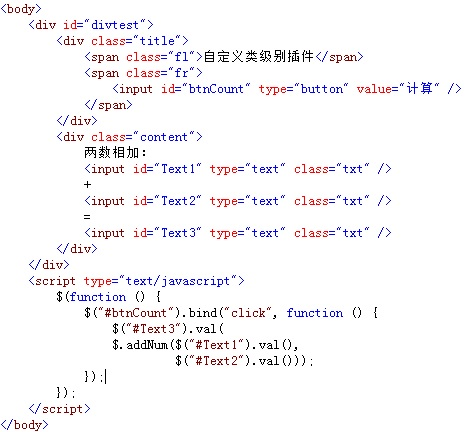 <body>
    <div id="divtest">
        <div class="title">
            <span class="fl">自定义类级别插件</span>
            <span class="fr">
                <input id="btnCount" type="button" value="计算" />
            </span>
        </div>
        <div class="content">
            两数相加：
            <input id="Text1" type="text" class="txt" />
            +
            <input id="Text2" type="text" class="txt" />
            =
            <input id="Text3" type="text" class="txt" />
        </div>
    </div>
    <script type="text/javascript">
        $(function () {
            $("#btnCount").bind("click", function () {
                $("#Text3").val(
                $.addNum($("#Text1").val(),
                         $("#Text2").val()));
            });
        });
    </script>
</body>